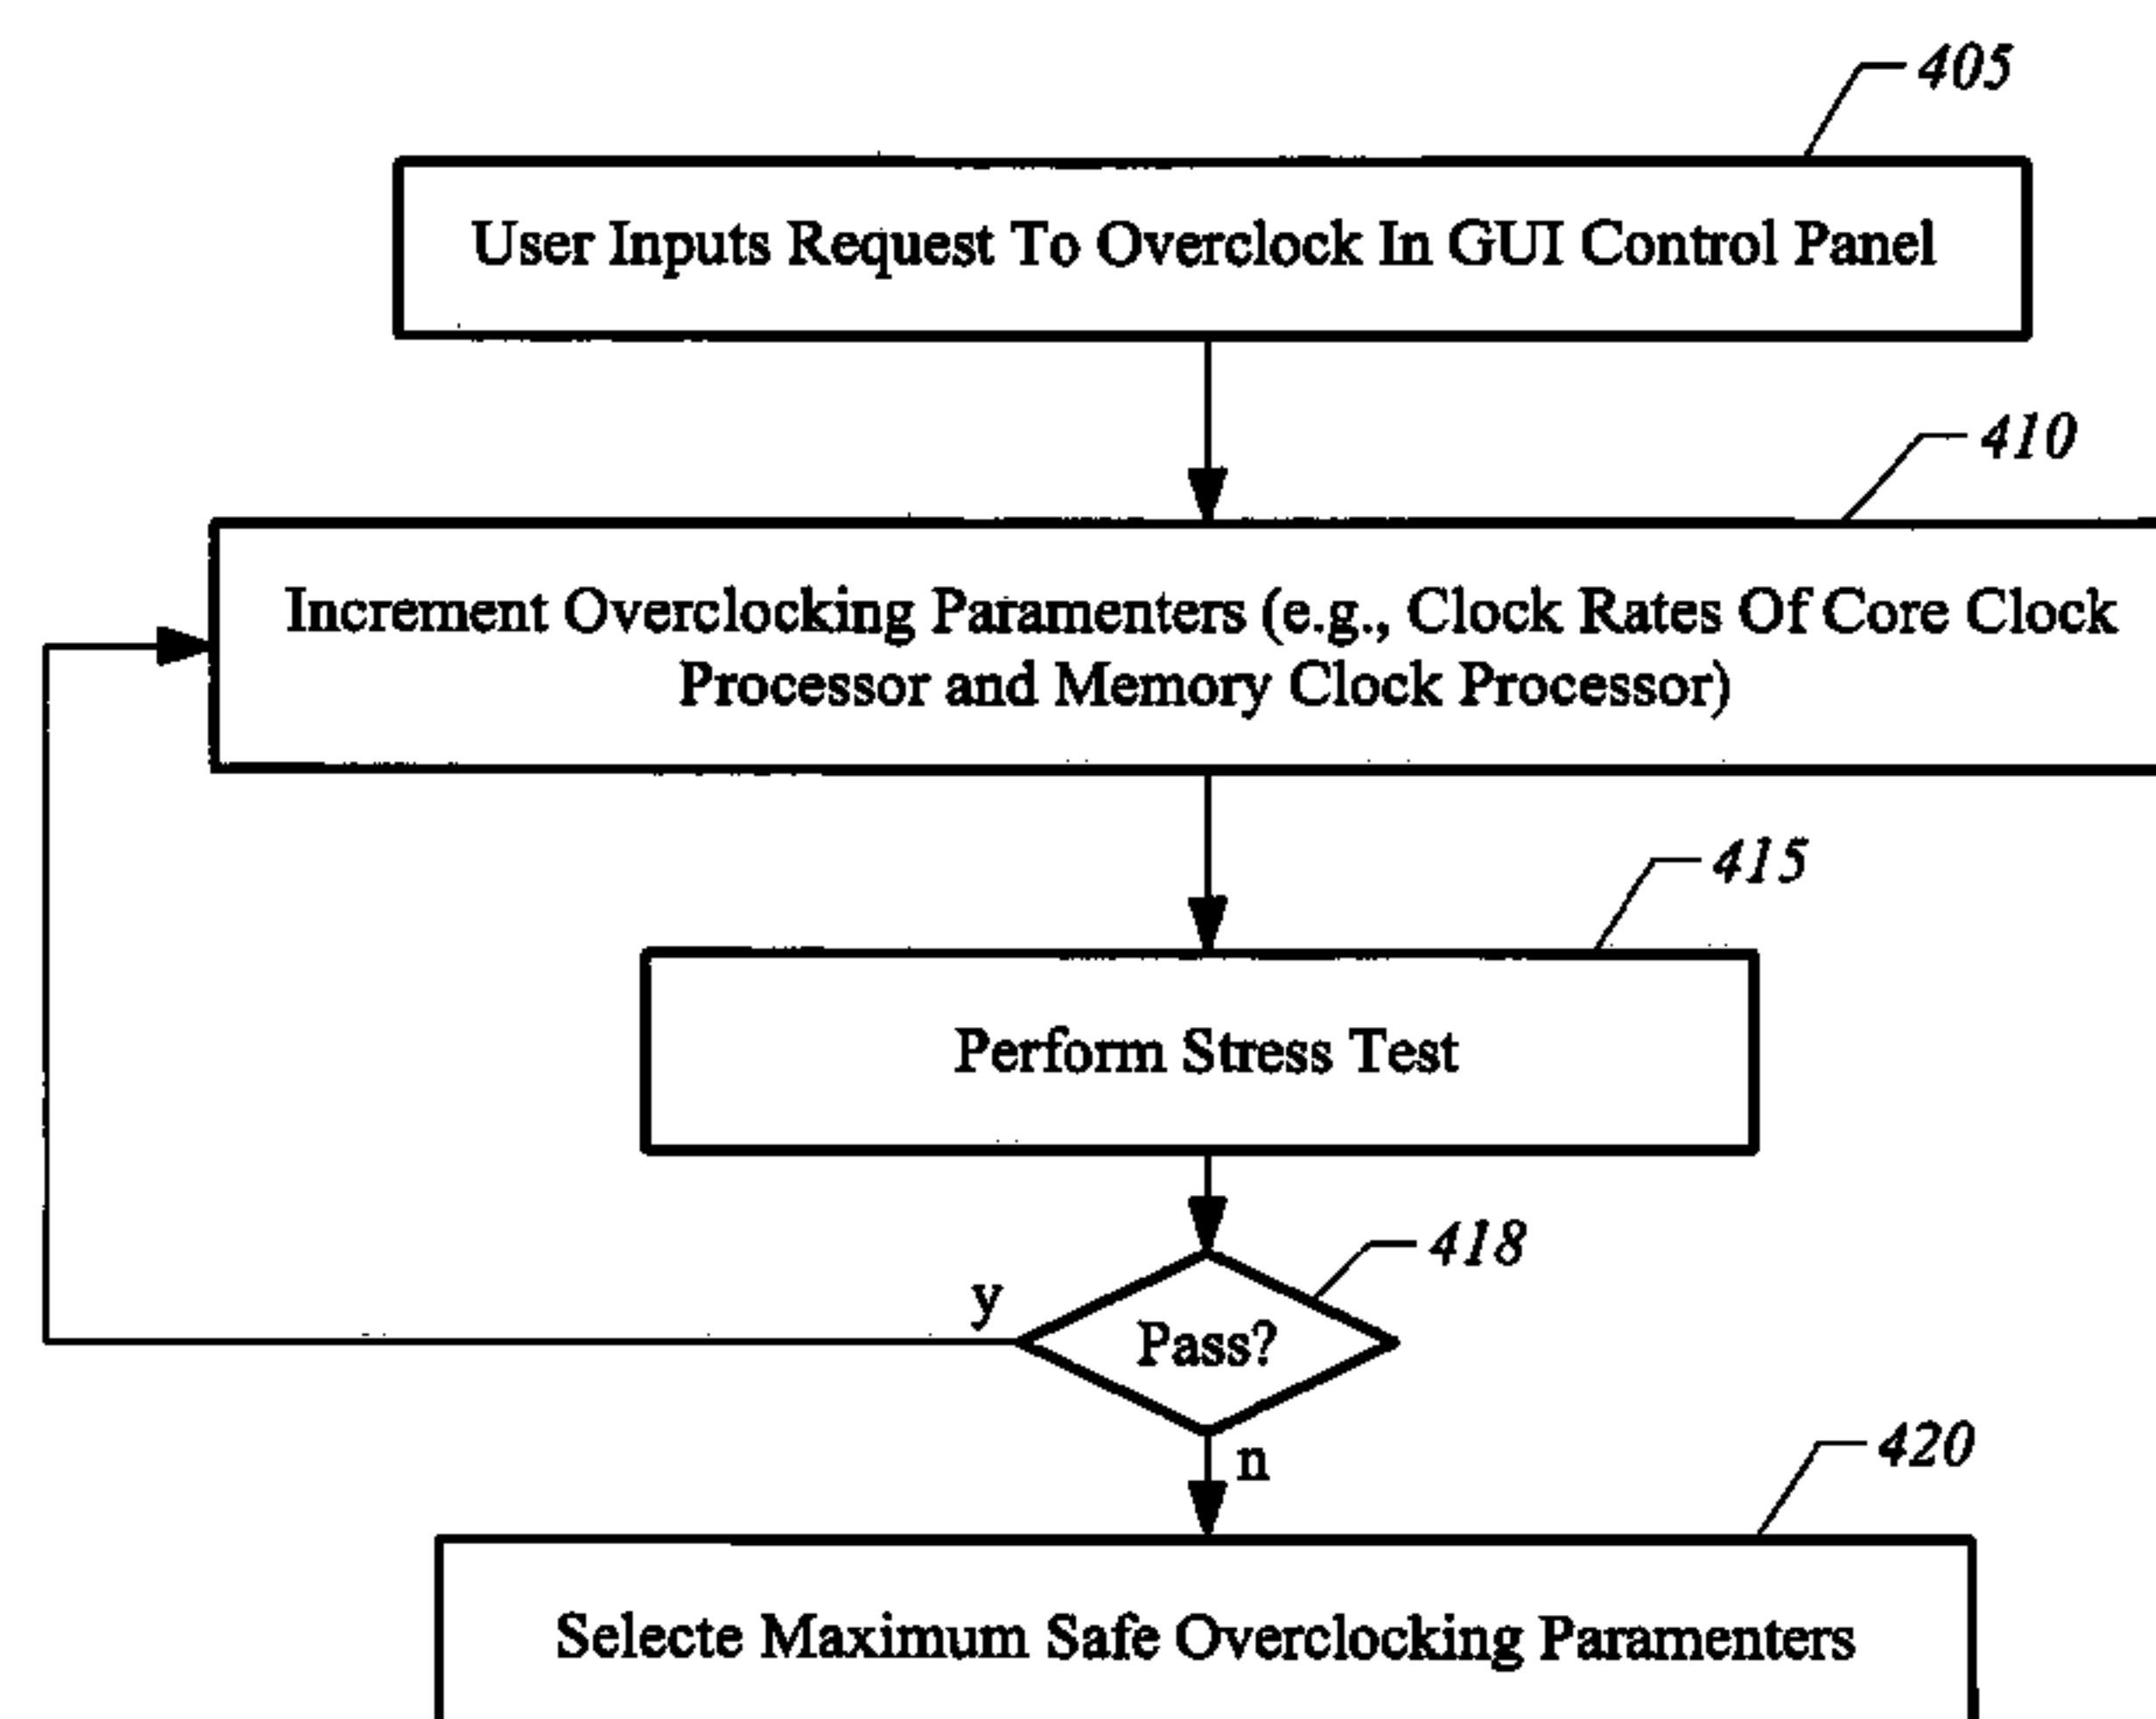 405
User Inputs Request To Overclock In GUI Control Panel
410
Increment Overclocking Paramenters (e.g., Clock Rates Of Core Clock
Processor and Memory Clock Processor)
415
Perform Stress Test
418
y
Pass?
n
420
Selecte Maximum Safe Overclocking Paramenters